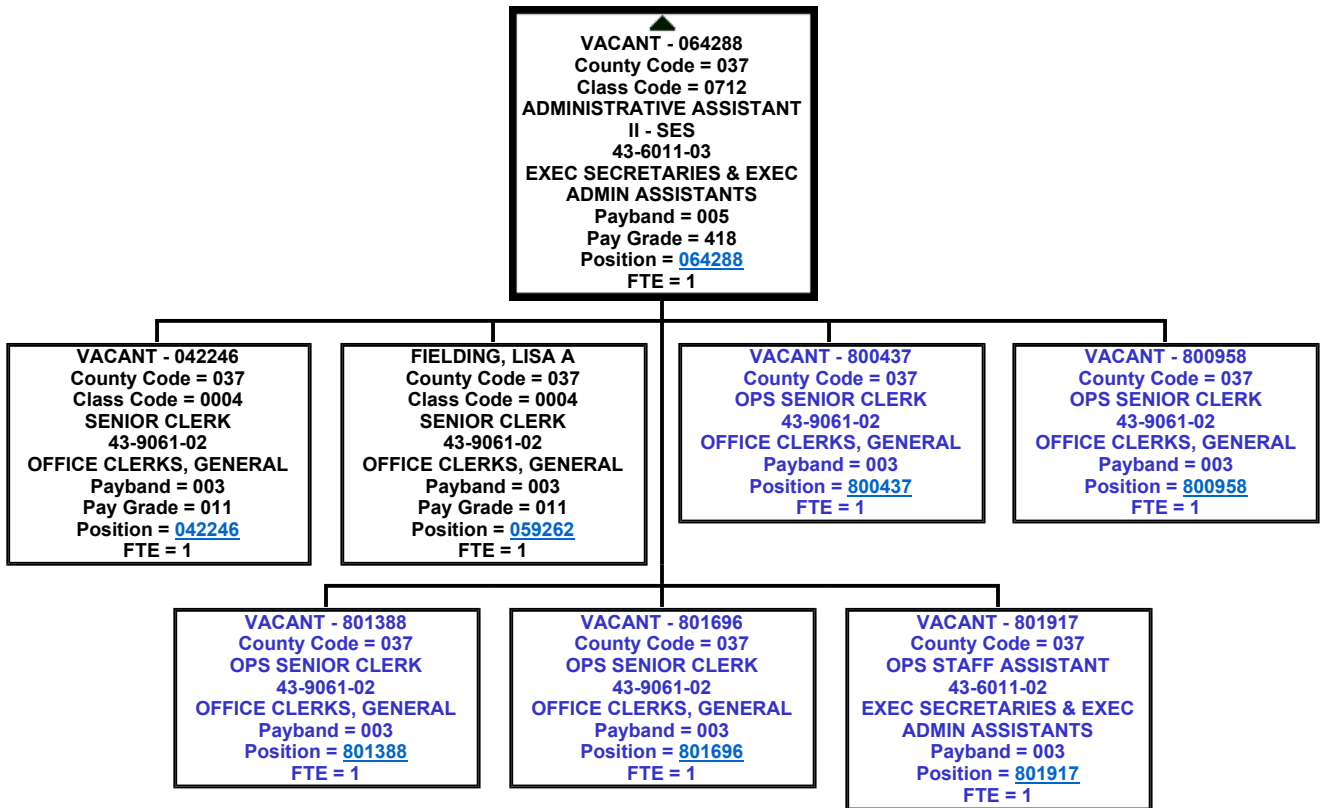 VACANT - 064288
County Code = 037
Class Code = 0712
ADMINISTRATIVE ASSISTANT
II - SES
43-6011-03
EXEC SECRETARIES & EXEC
ADMIN ASSISTANTS
Payband = 005
Pay Grade = 418
Position = 064288
FTE = 1
VACANT - 042246
County Code = 037
Class Code = 0004
SENIOR CLERK
43-9061-02
OFFICE CLERKS, GENERAL
Payband = 003
Pay Grade = 011
Position = 042246
FTE = 1
FIELDING, LISA A
County Code = 037
Class Code = 0004
SENIOR CLERK
43-9061-02
OFFICE CLERKS, GENERAL
Payband = 003
Pay Grade = 011
Position = 059262
FTE = 1
VACANT - 800437
County Code = 037
OPS SENIOR CLERK
43-9061-02
OFFICE CLERKS, GENERAL
Payband = 003
Position = 800437
FTE = 1
VACANT - 800958
County Code = 037
OPS SENIOR CLERK
43-9061-02
OFFICE CLERKS, GENERAL
Payband = 003
Position = 800958
FTE = 1
VACANT - 801388
County Code = 037
OPS SENIOR CLERK
43-9061-02
OFFICE CLERKS, GENERAL
Payband = 003
Position = 801388
FTE = 1
VACANT - 801696
County Code = 037
OPS SENIOR CLERK
43-9061-02
OFFICE CLERKS, GENERAL
Payband = 003
Position = 801696
FTE = 1
VACANT - 801917
County Code = 037
OPS STAFF ASSISTANT
43-6011-02
EXEC SECRETARIES & EXEC
ADMIN ASSISTANTS
Payband = 003
Position = 801917
FTE = 1